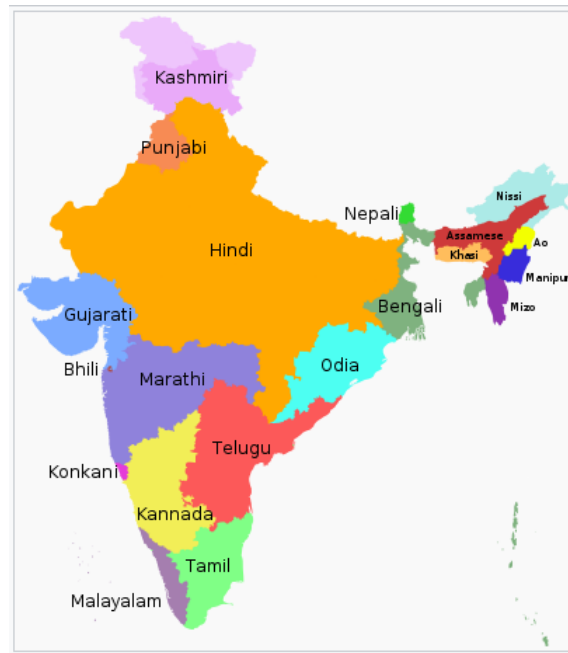 Kashmiri
Punjabi
Nepali
Nissi
Assamese
Ao
Hindi
Khasi
Manipur
Gujarati
Bengali
Mizo
Bhili
Marathi
Odia
Telugu
Konkani
Kannada
Tamil
Malayalam